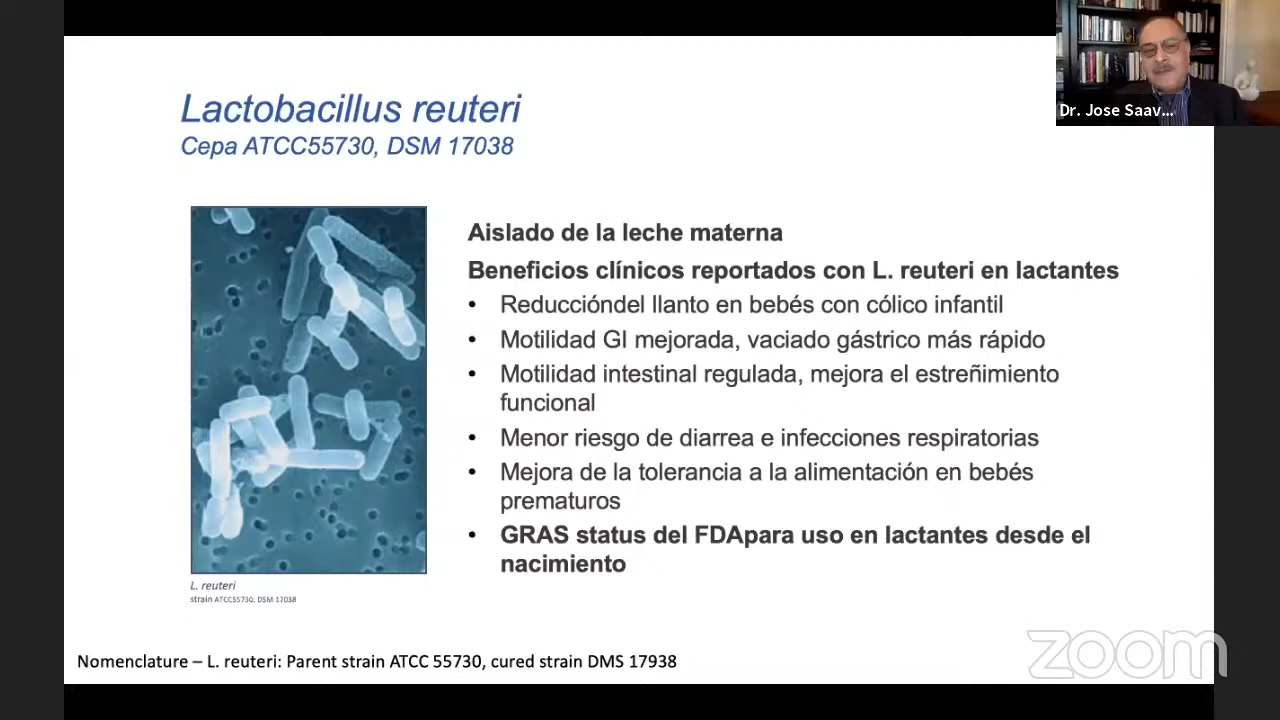 Dr. Jose Saav...
Lactobacillus reuteri
Cepa ATCC55730, DSM 17038
Aislado de la leche materna
Beneficios clínicos reportados con L. reuteri en lactantes
• Reduccióndel llanto en bebés con cólico infantil
• Motilidad GI mejorada, vaciado gástrico más rápido
• Motilidad intestinal regulada, mejora el estreñimiento
funcional
• Menor riesgo de diarrea e infecciones respiratorias
• Mejora de la tolerancia a la alimentación en bebés
prematuros
• GRAS status del FDApara uso en lactantes desde el
nacimiento
L. reuteri
strain ATCC55730, DSM 17038
Nomenclature – L. reuteri: Parent strain ATCC 55730, cured strain DMS 17938
zoom